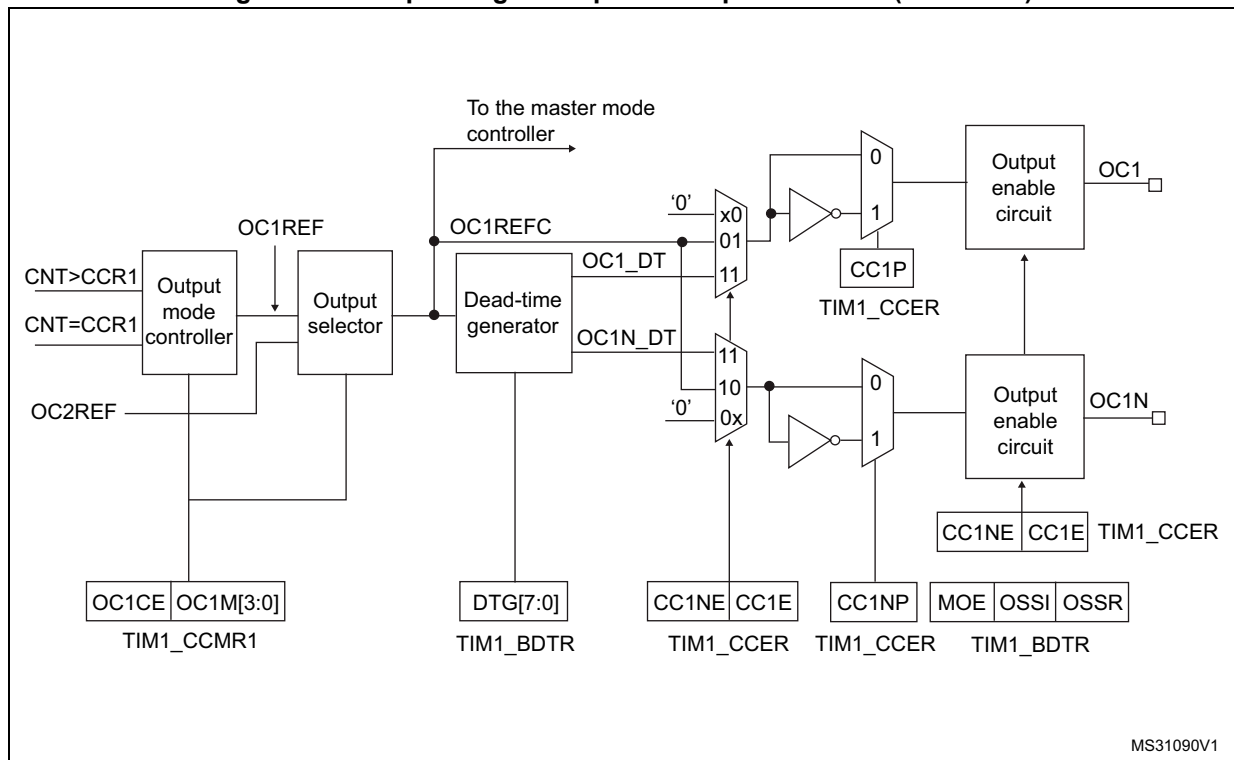 To the master mode
controller
OC1REF
OC1REFC
CNT>CCR1
CNT=CCR1
Output
mode
controller
Output
selector
OC2REF
Dead-time
generator
OC1_DT
OC1N_DT
'0'
x0
01
11
11
10
'0'
0x
0
1
CC1P
TIM1_CCER
Output
enable
circuit
OC1
0
1
Output
enable
circuit
OC1N
CC1NE CC1E TIM1_CCER
OC1CE OC1M[3:0]
TIM1_CCMR1
DTG[7:0]
TIM1_BDTR
CC1NE CC1E
TIM1_CCER
CC1NP
TIM1_CCER
MOE OSSI OSSR
TIM1_BDTR
MS31090V1